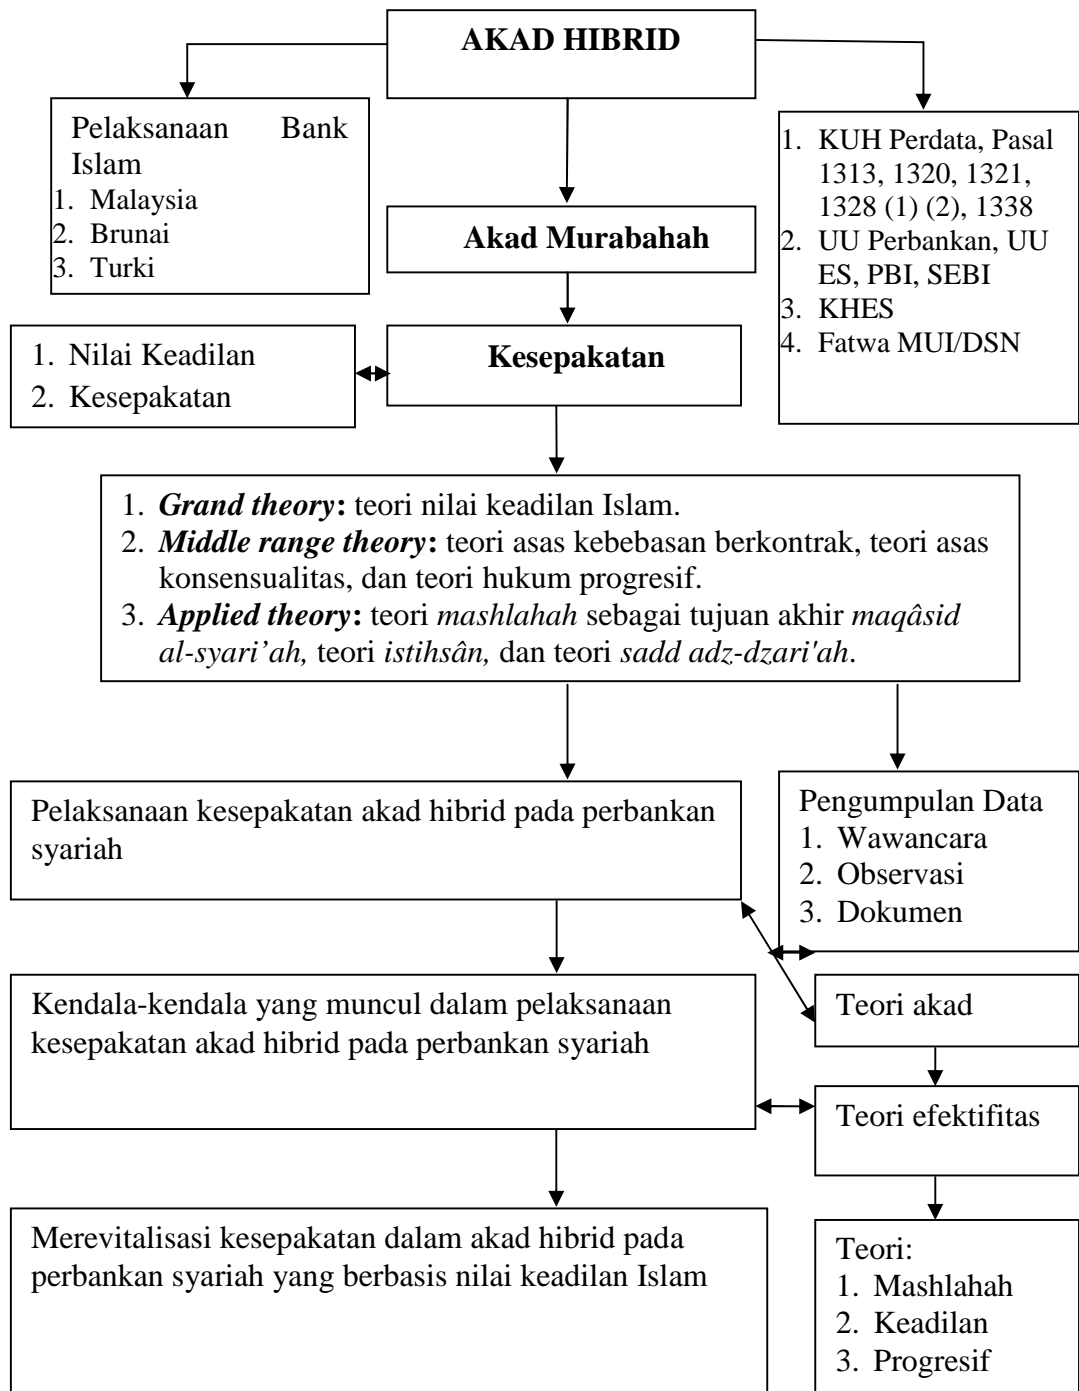 AKAD HIBRID
Pelaksanaan Bank
Islam
1. Malaysia
2. Brunai
3. Turki
1. KUH Perdata, Pasal
1313, 1320, 1321,
1328 (1) (2), 1338
2. UU Perbankan, UU
ES, PBI, SEBI
3. KHES
4. Fatwa MUI/DSN
Akad Murabahah
1. Nilai Keadilan
2. Kesepakatan
Kesepakatan
1. Grand theory: teori nilai keadilan Islam.
2. Middle range theory: teori asas kebebasan berkontrak, teori asas
konsensualitas, dan teori hukum progresif.
3. Applied theory: teori mashlahah sebagai tujuan akhir maqâsid
al-syari’ah, teori istihsân, dan teori sadd adz-dzari'ah.
Pelaksanaan kesepakatan akad hibrid pada perbankan
syariah
Pengumpulan Data
1. Wawancara
2. Observasi
3. Dokumen
Kendala-kendala yang muncul dalam pelaksanaan
kesepakatan akad hibrid pada perbankan syariah
Teori akad
Teori efektifitas
Merevitalisasi kesepakatan dalam akad hibrid pada
perbankan syariah yang berbasis nilai keadilan Islam
Teori:
1. Mashlahah
2. Keadilan
3. Progresif